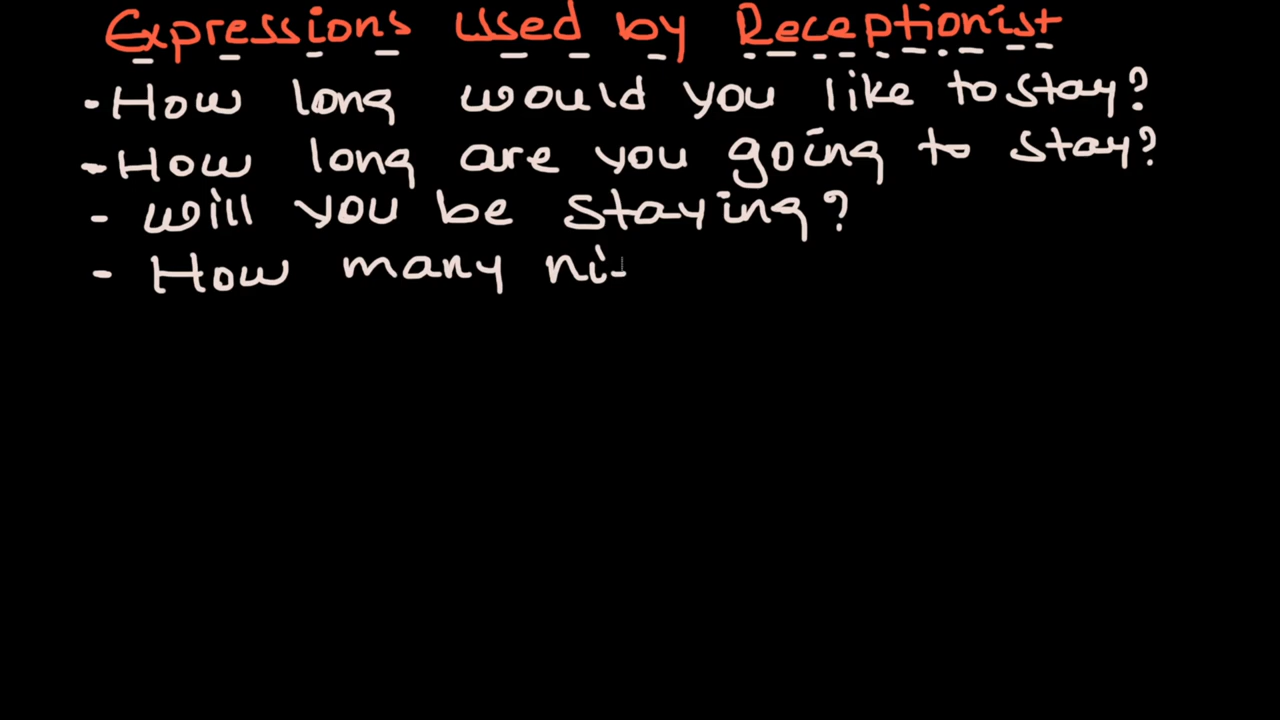 Expressions Used by Receptionist
- How long would you like to stay?
- How long are you going to stay?
- Will you be staying?
- How many ni